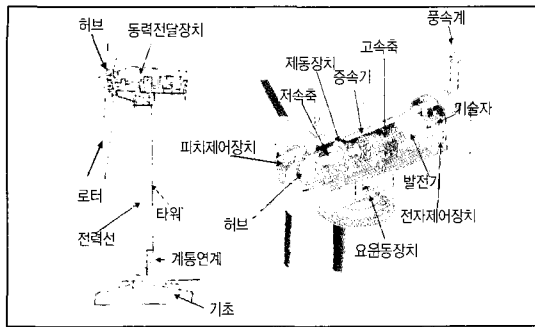 허브
동력전달장치
로터
전력선
타워
계통연계
기초
풍속계
고속축
제동장치
증속기
저속축
기술자
피치제어장치
발전기
허브
전자제어장치
요운동장치